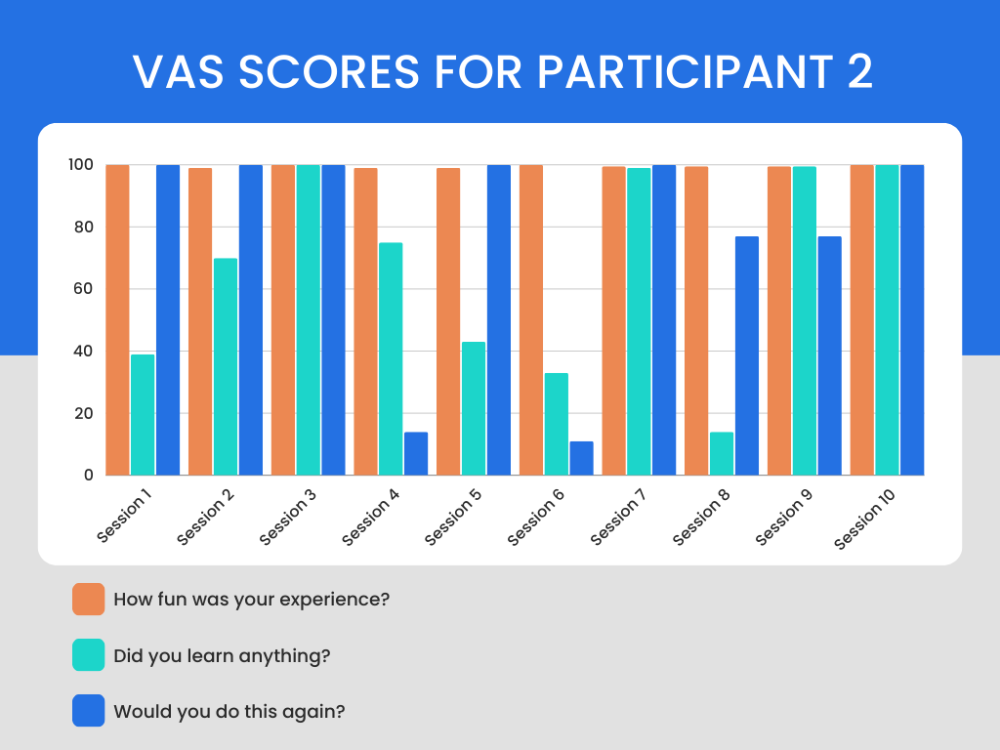 VAS SCORES FOR PARTICIPANT 2
100
80
60
40
20
0
Session 1
Session 2
Session 3
Session 4
Session 5
Session 6
Session 7
Session 8
Session 9
Session 10
How fun was your experience?
Did you learn anything?
Would you do this again?